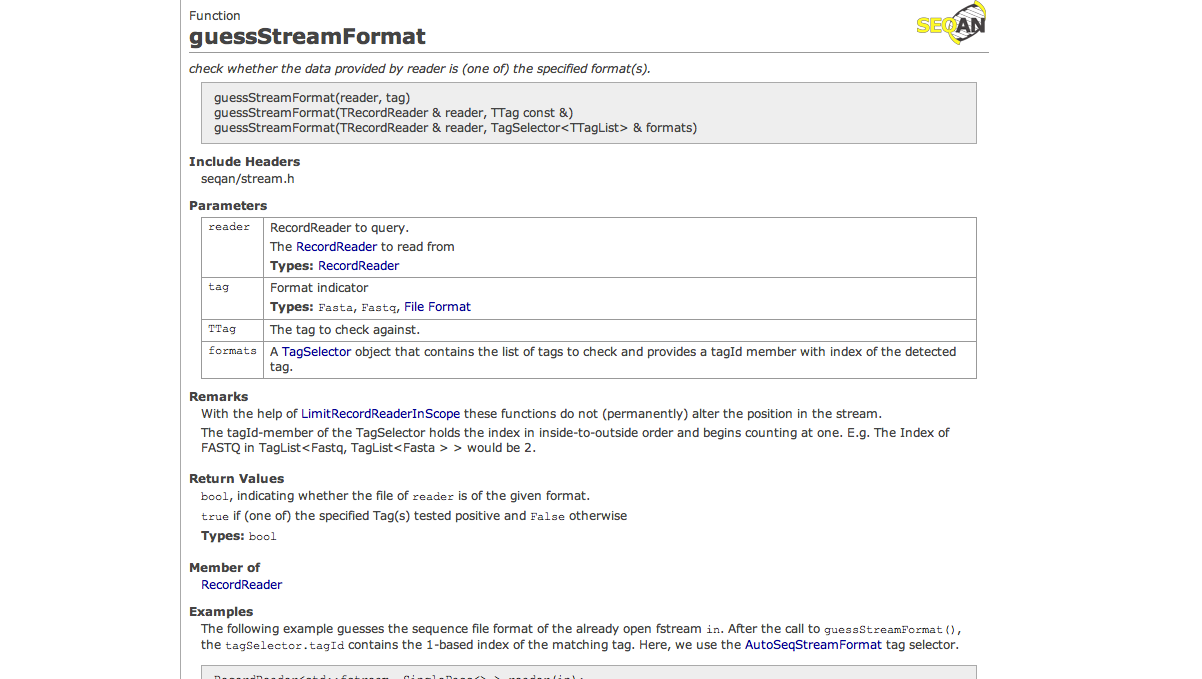 Function
SEQAN
guessStreamFormat
check whether the data provided by reader is (one of) the specified format(s).
guessStreamFormat(reader, tag)
guessStreamFormat(TRecordReader & reader, TTag const &)
guessStreamFormat(TRecordReader & reader, TagSelector<TTagList> & formats)
Include Headers
seqan/stream.h
Parameters
reader
RecordReader to query.
The RecordReader to read from
Types: RecordReader
tag
Format indicator
Types: Fasta, Fastq, File Format
TTag
The tag to check against.
formats
A TagSelector object that contains the list of tags to check and provides a tagId member with index of the detected
tag.
Remarks
With the help of LimitRecordReaderInScope these functions do not (permanently) alter the position in the stream.
The tagId-member of the TagSelector holds the index in inside-to-outside order and begins counting at one. E.g. The Index of
FASTQ in TagList<Fastq, TagList<Fasta > > would be 2.
Return Values
bool, indicating whether the file of reader is of the given format.
true if (one of) the specified Tag(s) tested positive and False otherwise
Types: bool
Member of
RecordReader
Examples
The following example guesses the sequence file format of the already open fstream in. After the call to guessStreamFormat(),
the tagSelector.tagId contains the 1-based index of the matching tag. Here, we use the AutoSeqStreamFormat tag selector.
RecordReader<std::fstream, SinglePass<> > reader(in);